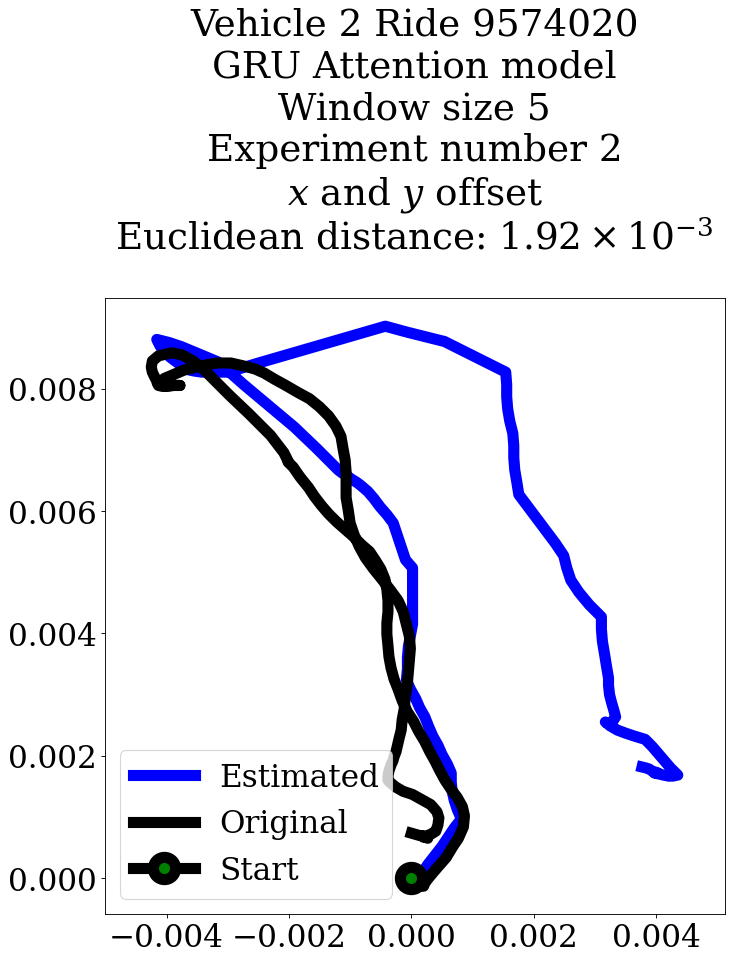 Vehicle 2 Ride 9574020
GRU Attention model
Window size 5
Experiment number 2
x and y offset
Euclidean distance: 1.92 × 10⁻³
0.008
0.006
0.004
0.002
0.000
Estimated
Original
Start
−0.004 −0.002 0.000 0.002 0.004